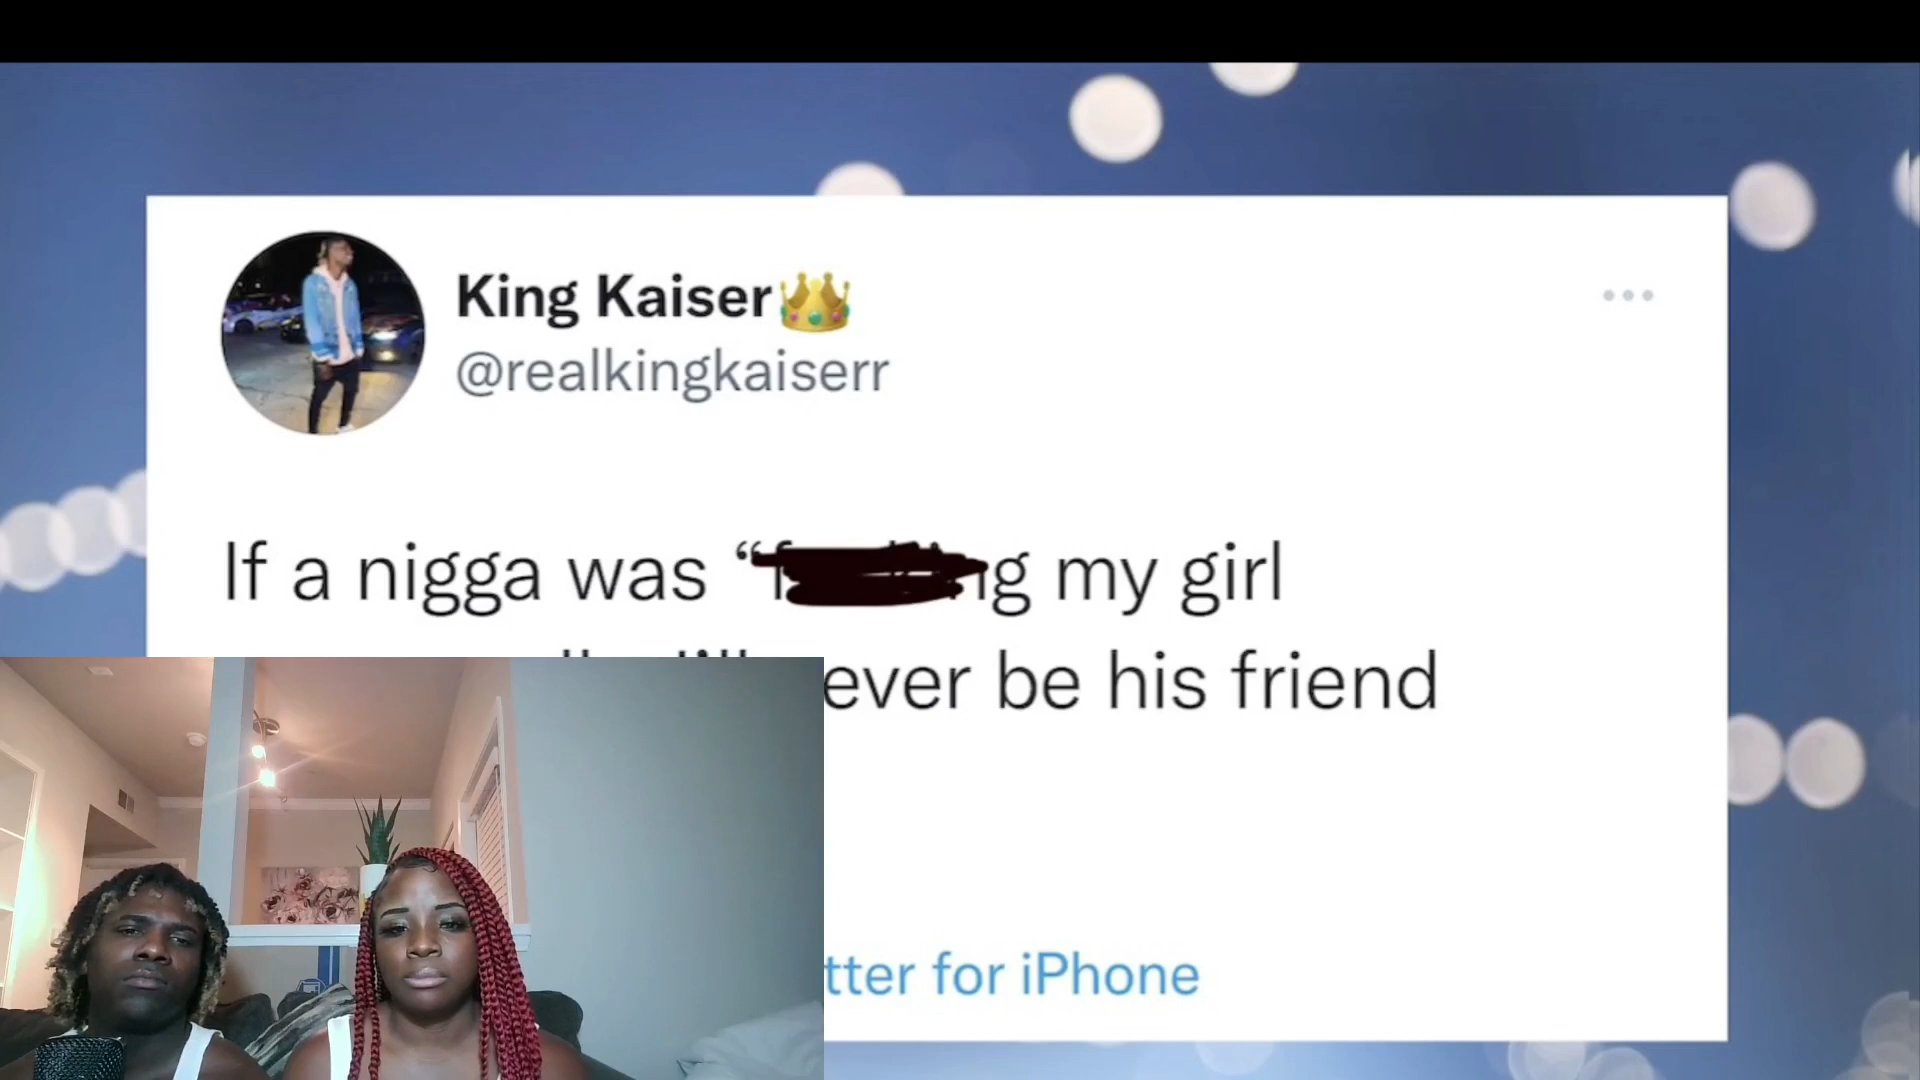 King Kaiser👑
@realkingkaiserr
If a nigga was “ my girl
ever be his friend
tter for iPhone